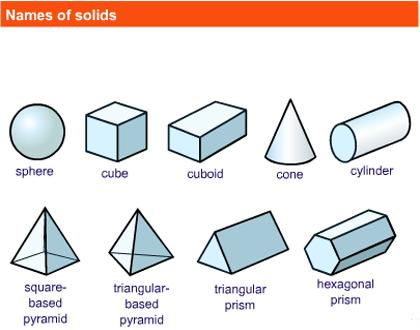 Names of solids
sphere
cube
cuboid
cone
cylinder
square-
based
pyramid
triangular-
based
pyramid
triangular
prism
hexagonal
prism